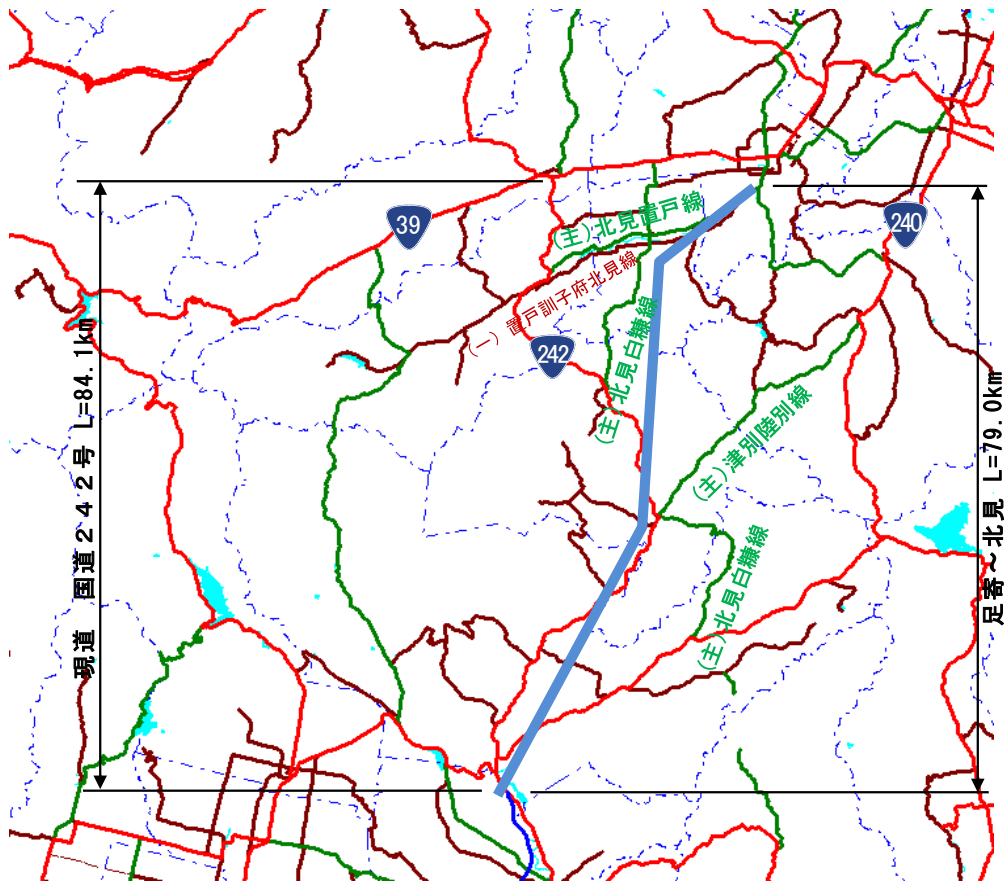 39
240
(主)北見置戸線
(一) 置戸訓子府北見線
242
(主) 北見白糠線
(主)津別陸別線
(主) 北見白糠線
現道 国道242号 L=84.1km
足寄～北見 L=79.0km